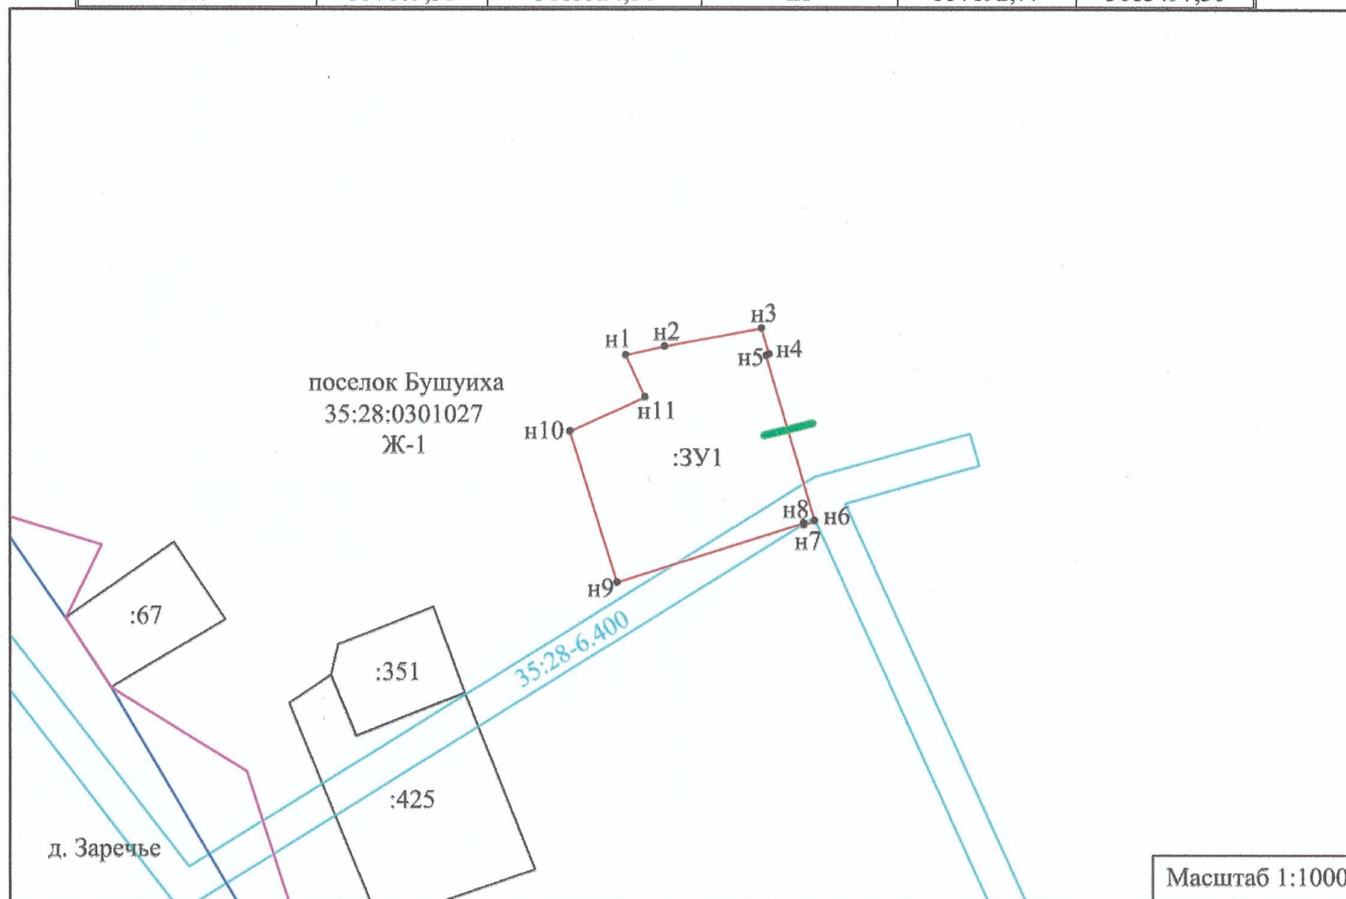 н3
н2
н1
н4
н5
поселок Бушуиха
35:28:0301027
Ж-1
н11
н10
:ЗУ1
н8
н6
н7
н9
:67
35:28-6.400
:351
:425
д. Заречье
Масштаб 1:1000